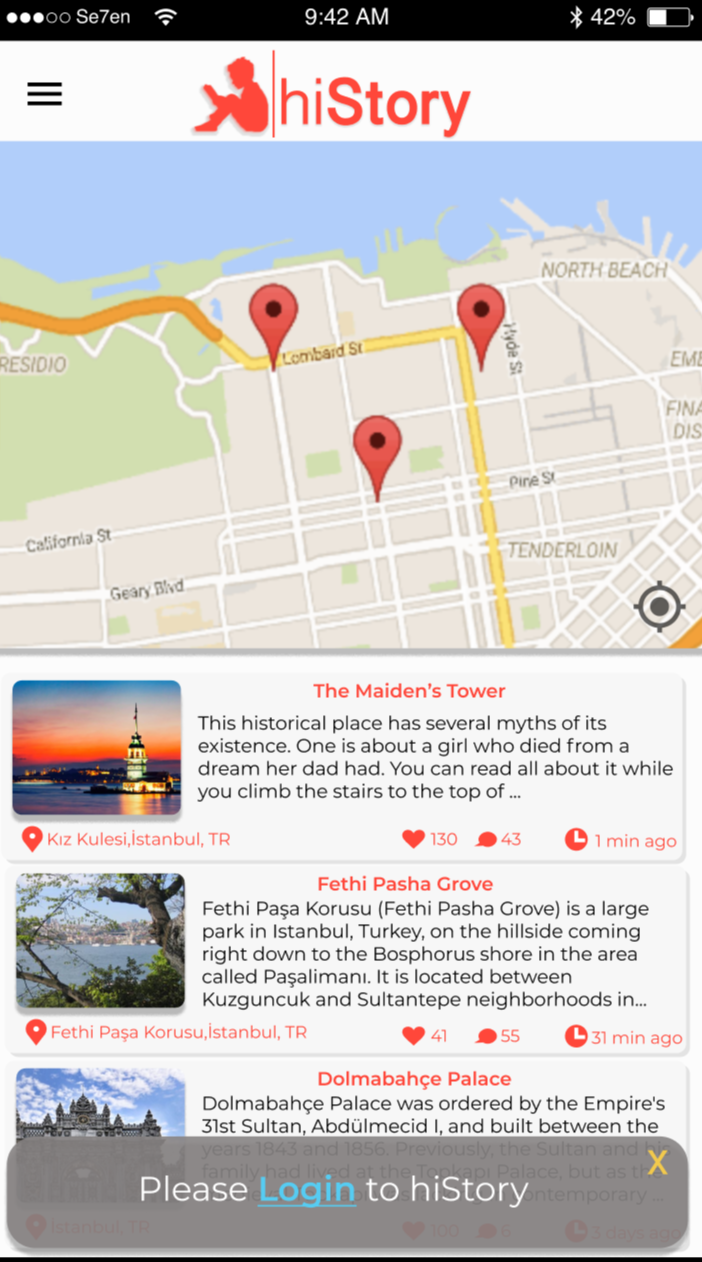 Se7en 9:42 AM 42%
hiStory
NORTH BEACH
RESIDIO
Lombard St
Hyde St
EME
FINA
DIS
Pine St
California St
TENDERLOIN
Geary Blvd
The Maiden's Tower
This historical place has several myths of its
existence. One is about a girl who died from a
dream her dad had. You can read all about it while
you climb the stairs to the top of ...
Kız Kulesi,İstanbul, TR 130 43 1 min ago
Fethi Pasha Grove
Fethi Paşa Korusu (Fethi Pasha Grove) is a large
park in Istanbul, Turkey, on the hillside coming
right down to the Bosphorus shore in the area
called Paşalimanı. It is located between
Kuzguncuk and Sultantepe neighborhoods in...
Fethi Paşa Korusu,İstanbul, TR 41 55 31 min ago
Dolmabahçe Palace
Dolmabahçe Palace was ordered by the Empire's
31st Sultan, Abdülmecid I, and built between the
years 1843 and 1856. Previously, the Sultan and his
family had lived at the Topkapı Palace, but as the
contemporary ...
X
Please Login to hiStory
İstanbul, TR 100 6 3 days ago